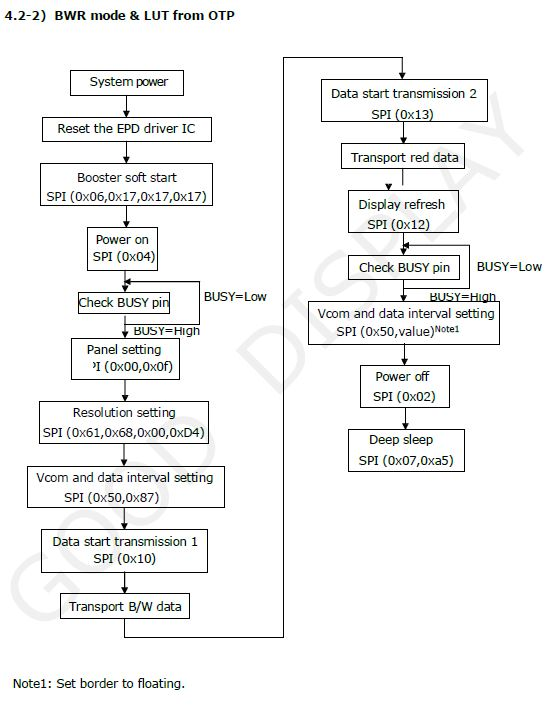 4.2-2) BWR mode & LUT from OTP
System power
Reset the EPD driver IC
Booster soft start
SPI (0x06,0x17,0x17,0x17)
Power on
SPI (0x04)
Check BUSY pin
BUSY=Low
BUSY=High
Panel setting
PI (0x00,0x0f)
Resolution setting
SPI (0x61,0x68,0x00,0xD4)
Vcom and data interval setting
SPI (0x50,0x87)
Data start transmission 1
SPI (0x10)
Transport B/W data
Data start transmission 2
SPI (0x13)
Transport red data
Display refresh
SPI (0x12)
Check BUSY pin
BUSY=Low
BUSY=High
Vcom and data interval setting
SPI (0x50,value)Note1
Power off
SPI (0x02)
Deep sleep
SPI (0x07,0xa5)
Note1: Set border to floating.
GOOD DISPLAY